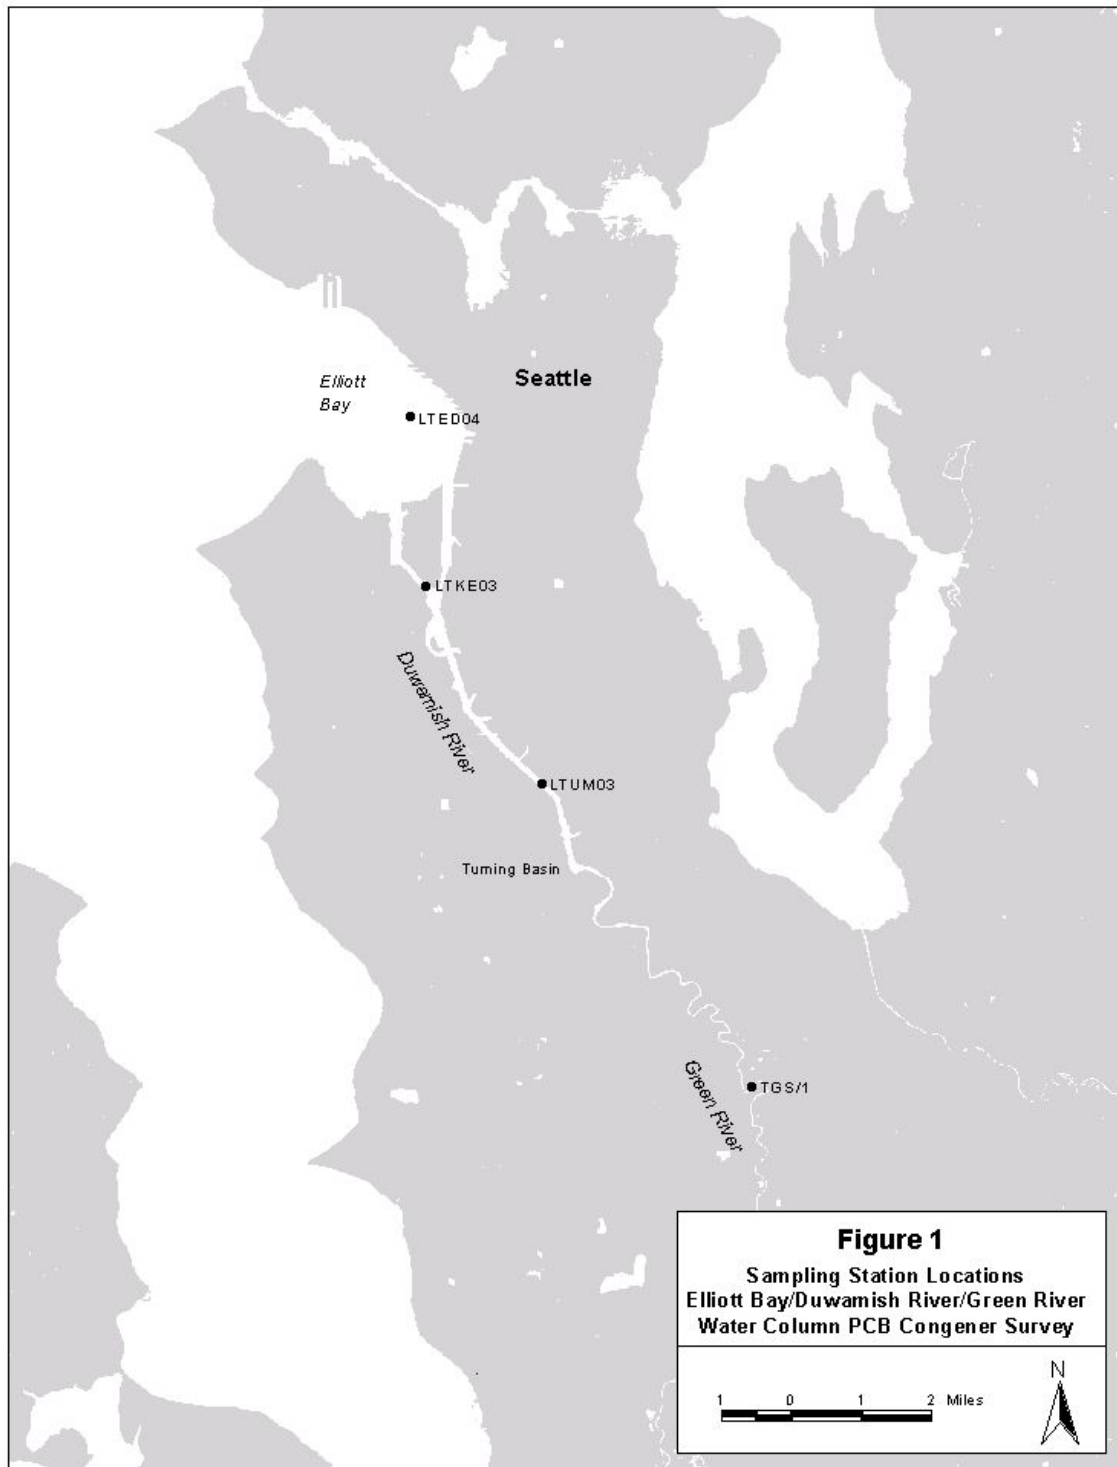 Elliott
Bay
Seattle
LTED04
LTKE03
Duwamish River
LTUM03
Turning Basin
Green River
TGS/1
Figure 1
Sampling Station Locations
Elliott Bay/Duwamish River/Green River
Water Column PCB Congener Survey
1 0 1 2 Miles
N